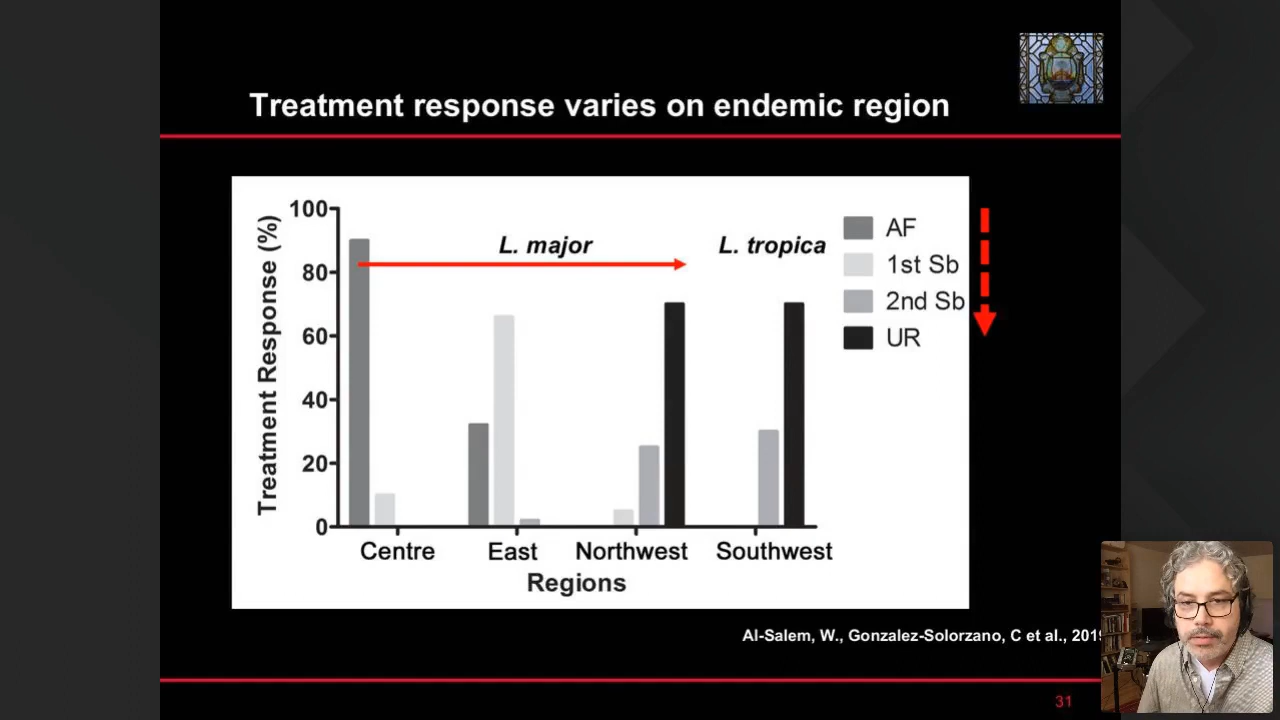 Treatment response varies on endemic region
100
80
60
40
20
0
Treatment Response (%)
L. major
L. tropica
AF
1st Sb
2nd Sb
UR
Centre
East
Northwest
Southwest
Regions
Al-Salem, W., Gonzalez-Solorzano, C et al., 2019
31